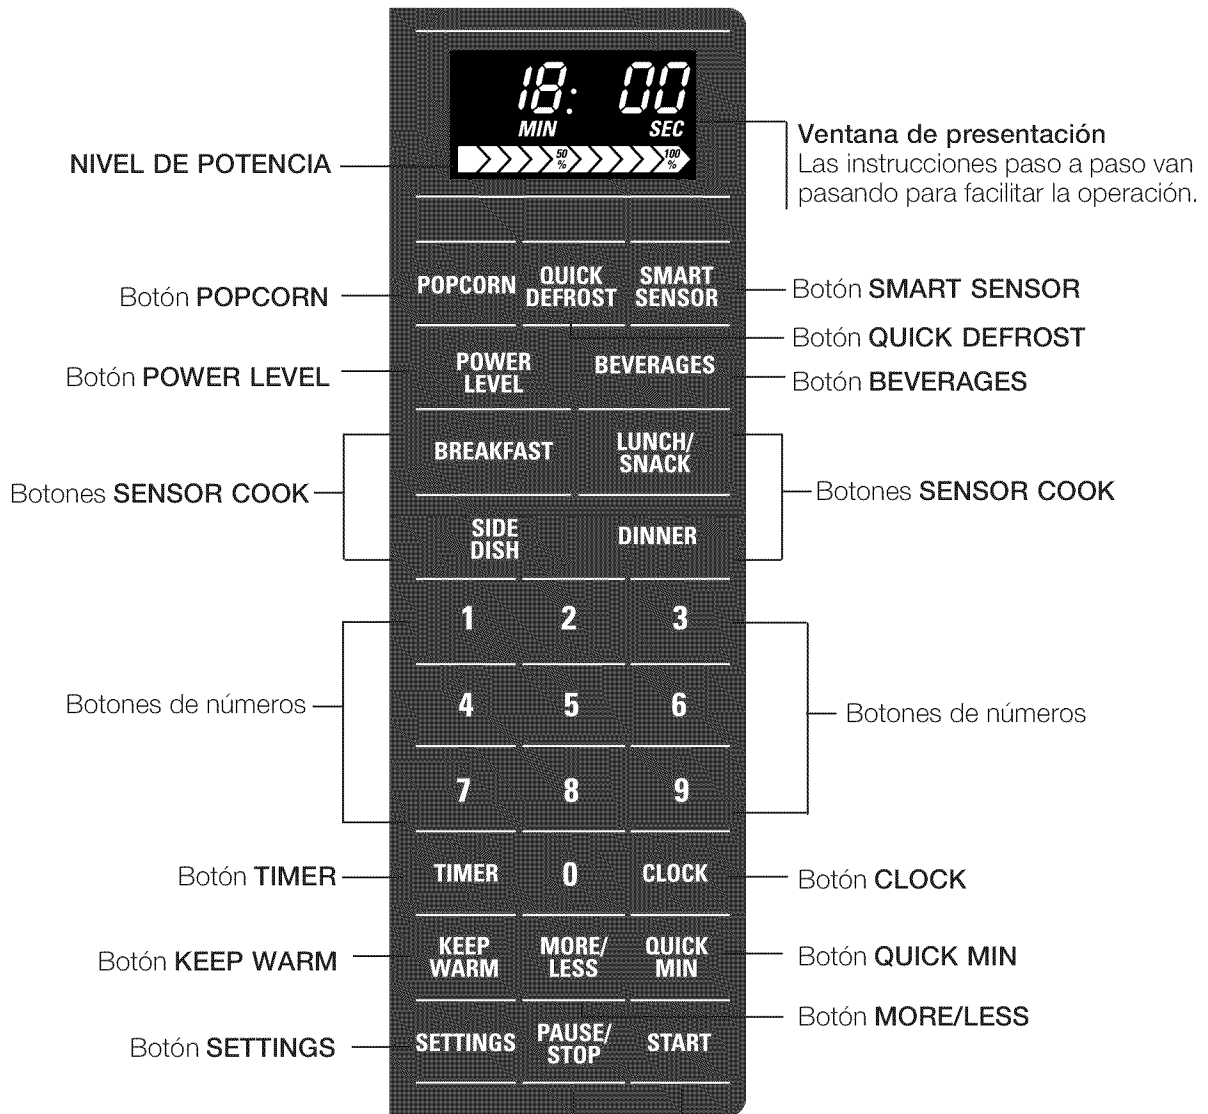 18: 00
MIN SEC
50 % 100 %
NIVEL DE POTENCIA
Ventana de presentación
Las instrucciones paso a paso van
pasando para facilitar la operación.
POPCORN
QUICK
DEFROST
SMART
SENSOR
Botón POPCORN
Botón SMART SENSOR
Botón QUICK DEFROST
POWER
LEVEL
BEVERAGES
Botón POWER LEVEL
Botón BEVERAGES
BREAKFAST
LUNCH/
SNACK
Botones SENSOR COOK
Botones SENSOR COOK
SIDE
DISH
DINNER
1 2 3
4 5 6
Botones de números
Botones de números
7 8 9
TIMER 0 CLOCK
Botón TIMER
Botón CLOCK
KEEP
WARM
MORE/
LESS
QUICK
MIN
Botón KEEP WARM
Botón QUICK MIN
Botón MORE/LESS
SETTINGS
PAUSE/
STOP
START
Botón SETTINGS